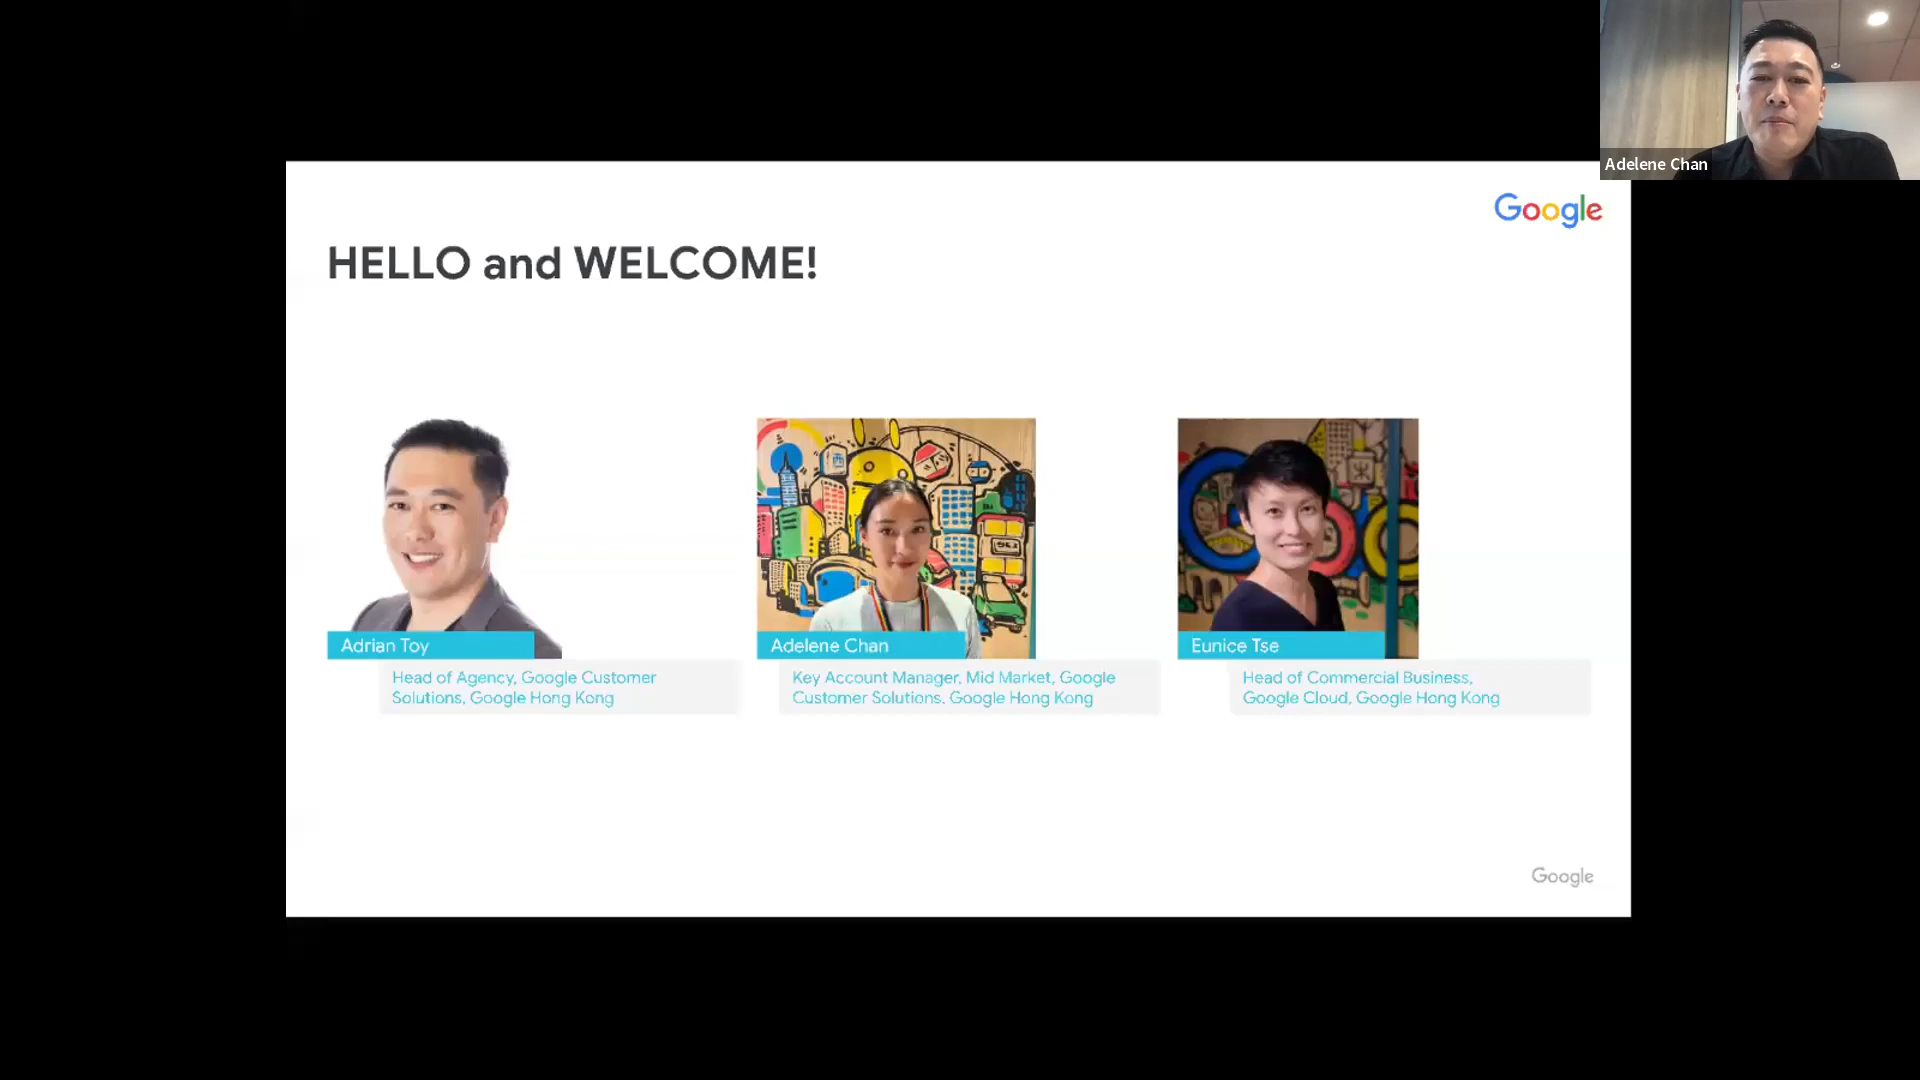 Adelene Chan
Google
HELLO and WELCOME!
Adrian Toy
Head of Agency, Google Customer
Solutions, Google Hong Kong
西
Adelene Chan
Key Account Manager, Mid Market, Google
Customer Solutions, Google Hong Kong
Eunice Tse
Head of Commercial Business,
Google Cloud, Google Hong Kong
Google